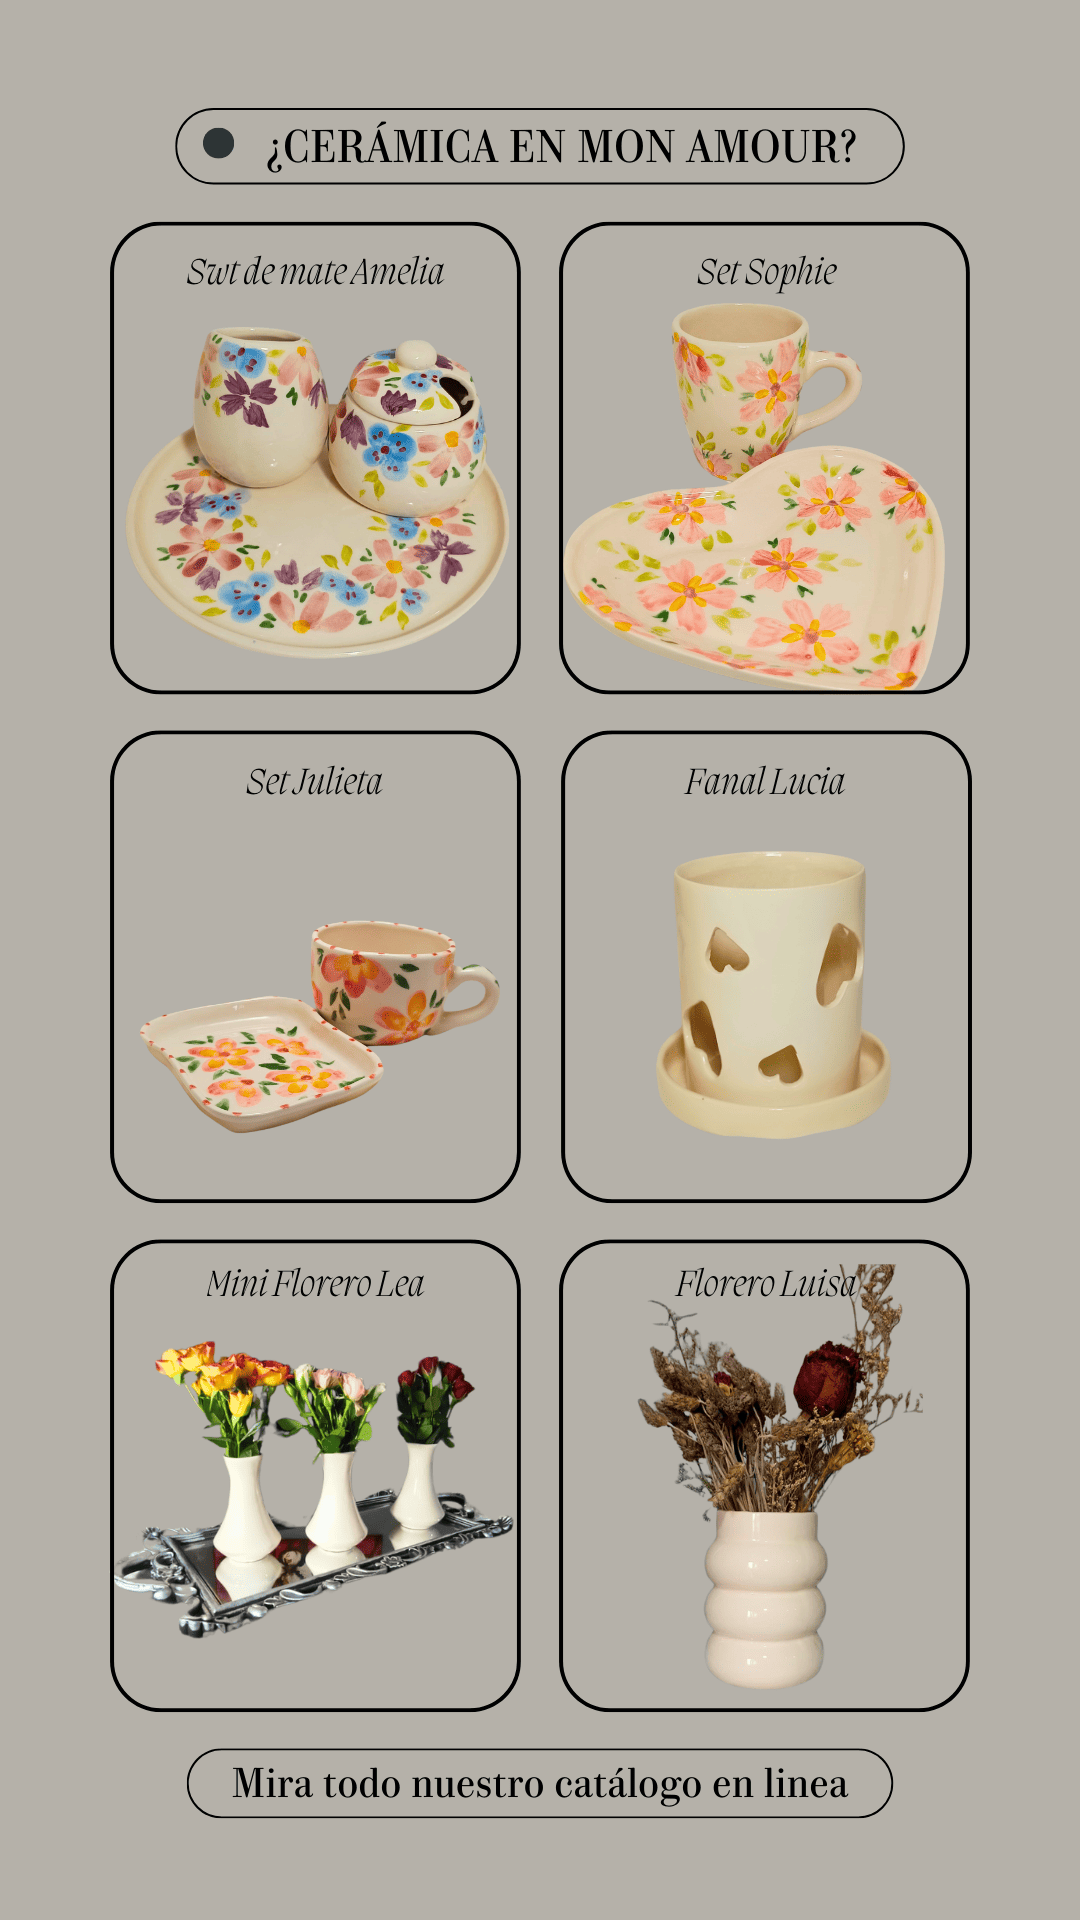 ¿CERÁMICA EN MON AMOUR?
Swt de mate Amelia
Set Sophie
Set Julieta
Fanal Lucia
Mini Florero Lea
Florero Luisa
Mira todo nuestro catálogo en linea